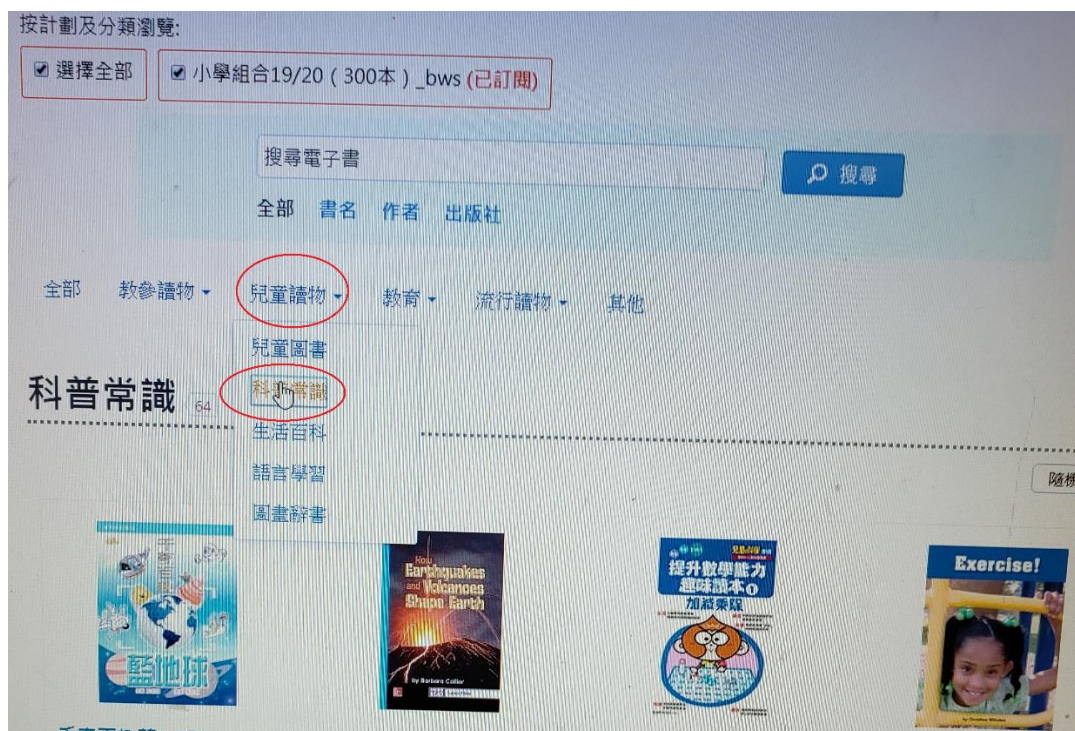 按計劃及分類瀏覽:
選擇全部
小學組合19/20 ( 300本 ) _bws (已訂閱)
搜尋電子書
搜尋
全部 書名 作者 出版社
全部 教參讀物 兒童讀物 教育 流行讀物 其他
兒童圖書
科普常識
科普常識 64
生活百科
語言學習
圖畫辭書
隨機
藍地球
How
Earthquakes
and Volcanoes
Shape Earth
by Barbara Collier
提升數學能力
趣味讀本1
加減乘除
Exercise!